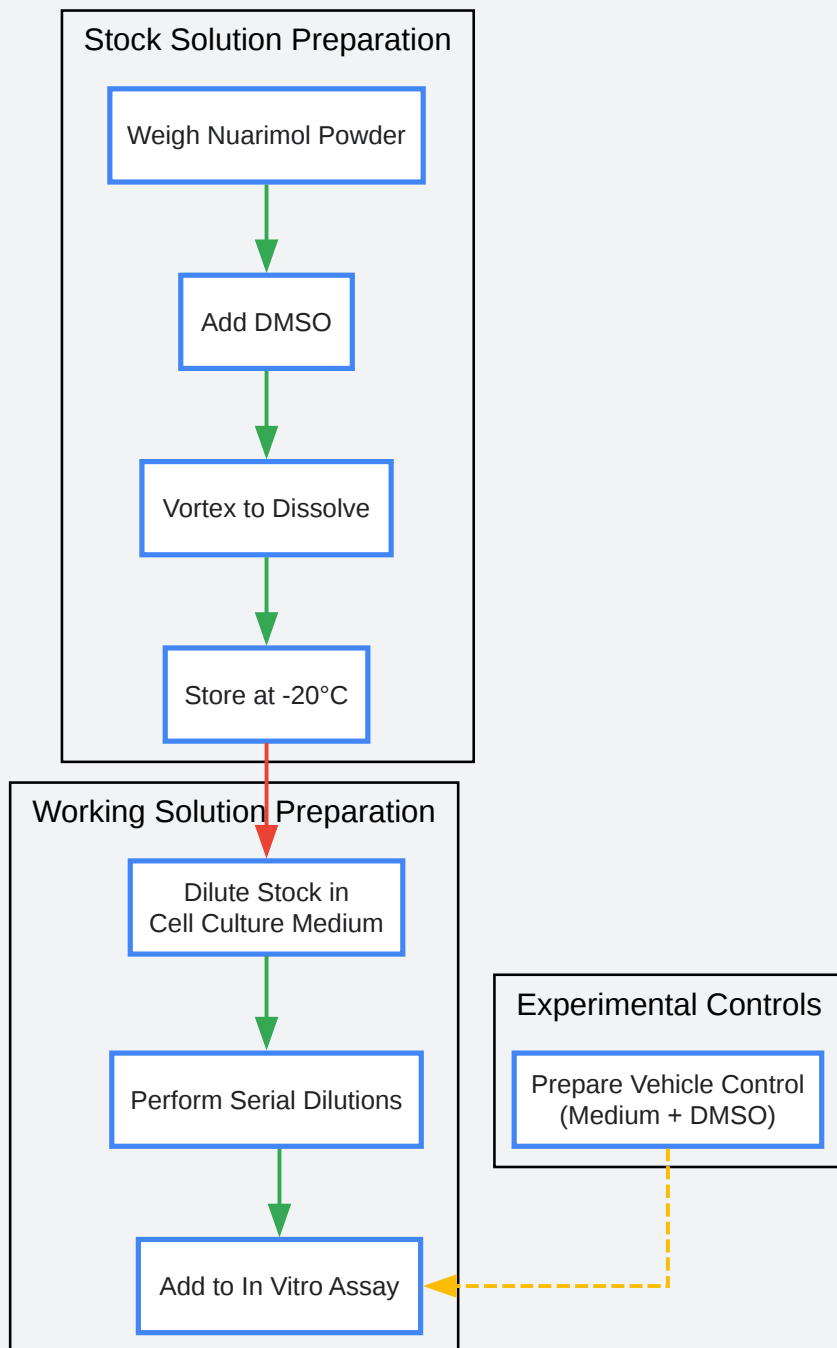 Stock Solution Preparation
Weigh Nuarimol Powder
Add DMSO
Vortex to Dissolve
Store at -20°C
Working Solution Preparation
Dilute Stock in
Cell Culture Medium
Perform Serial Dilutions
Add to In Vitro Assay
Experimental Controls
Prepare Vehicle Control
(Medium + DMSO)